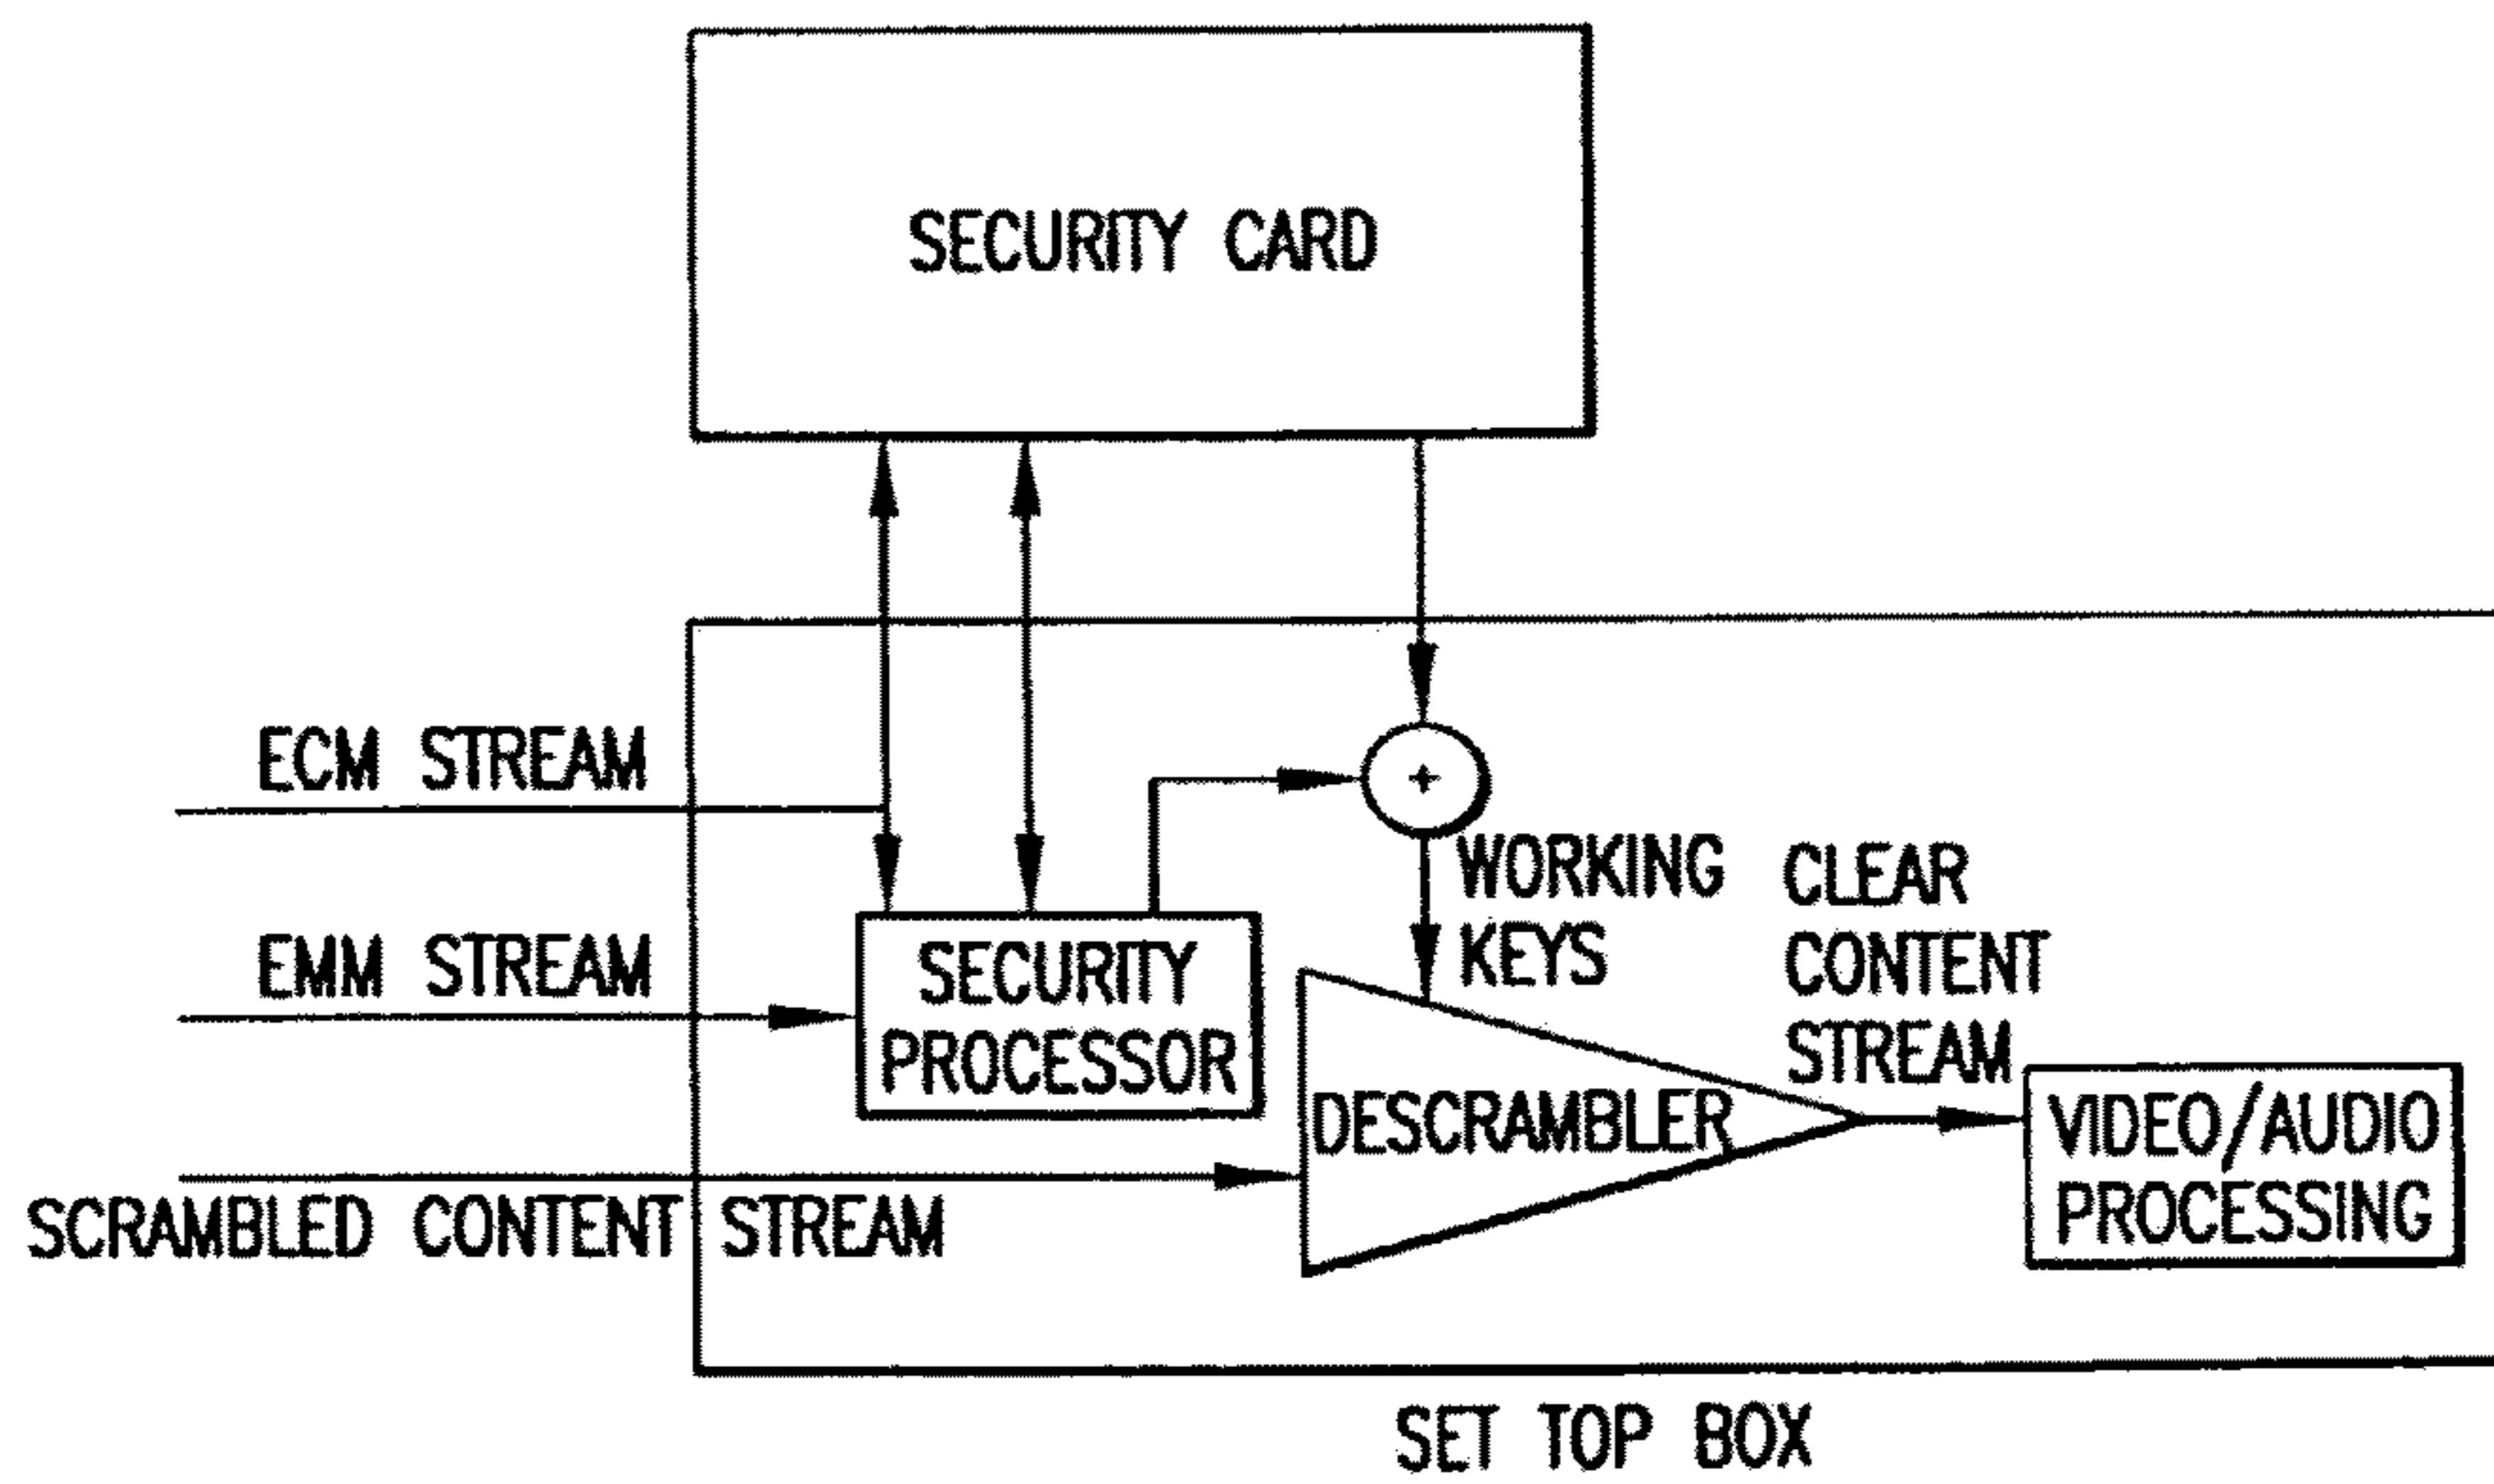 SECURITY CARD
ECM STREAM
EMM STREAM
SCRAMBLED CONTENT STREAM
SECURITY
PROCESSOR
+
WORKING
KEYS
DESCRAMBLER
CLEAR
CONTENT
STREAM
VIDEO/AUDIO
PROCESSING
SET TOP BOX